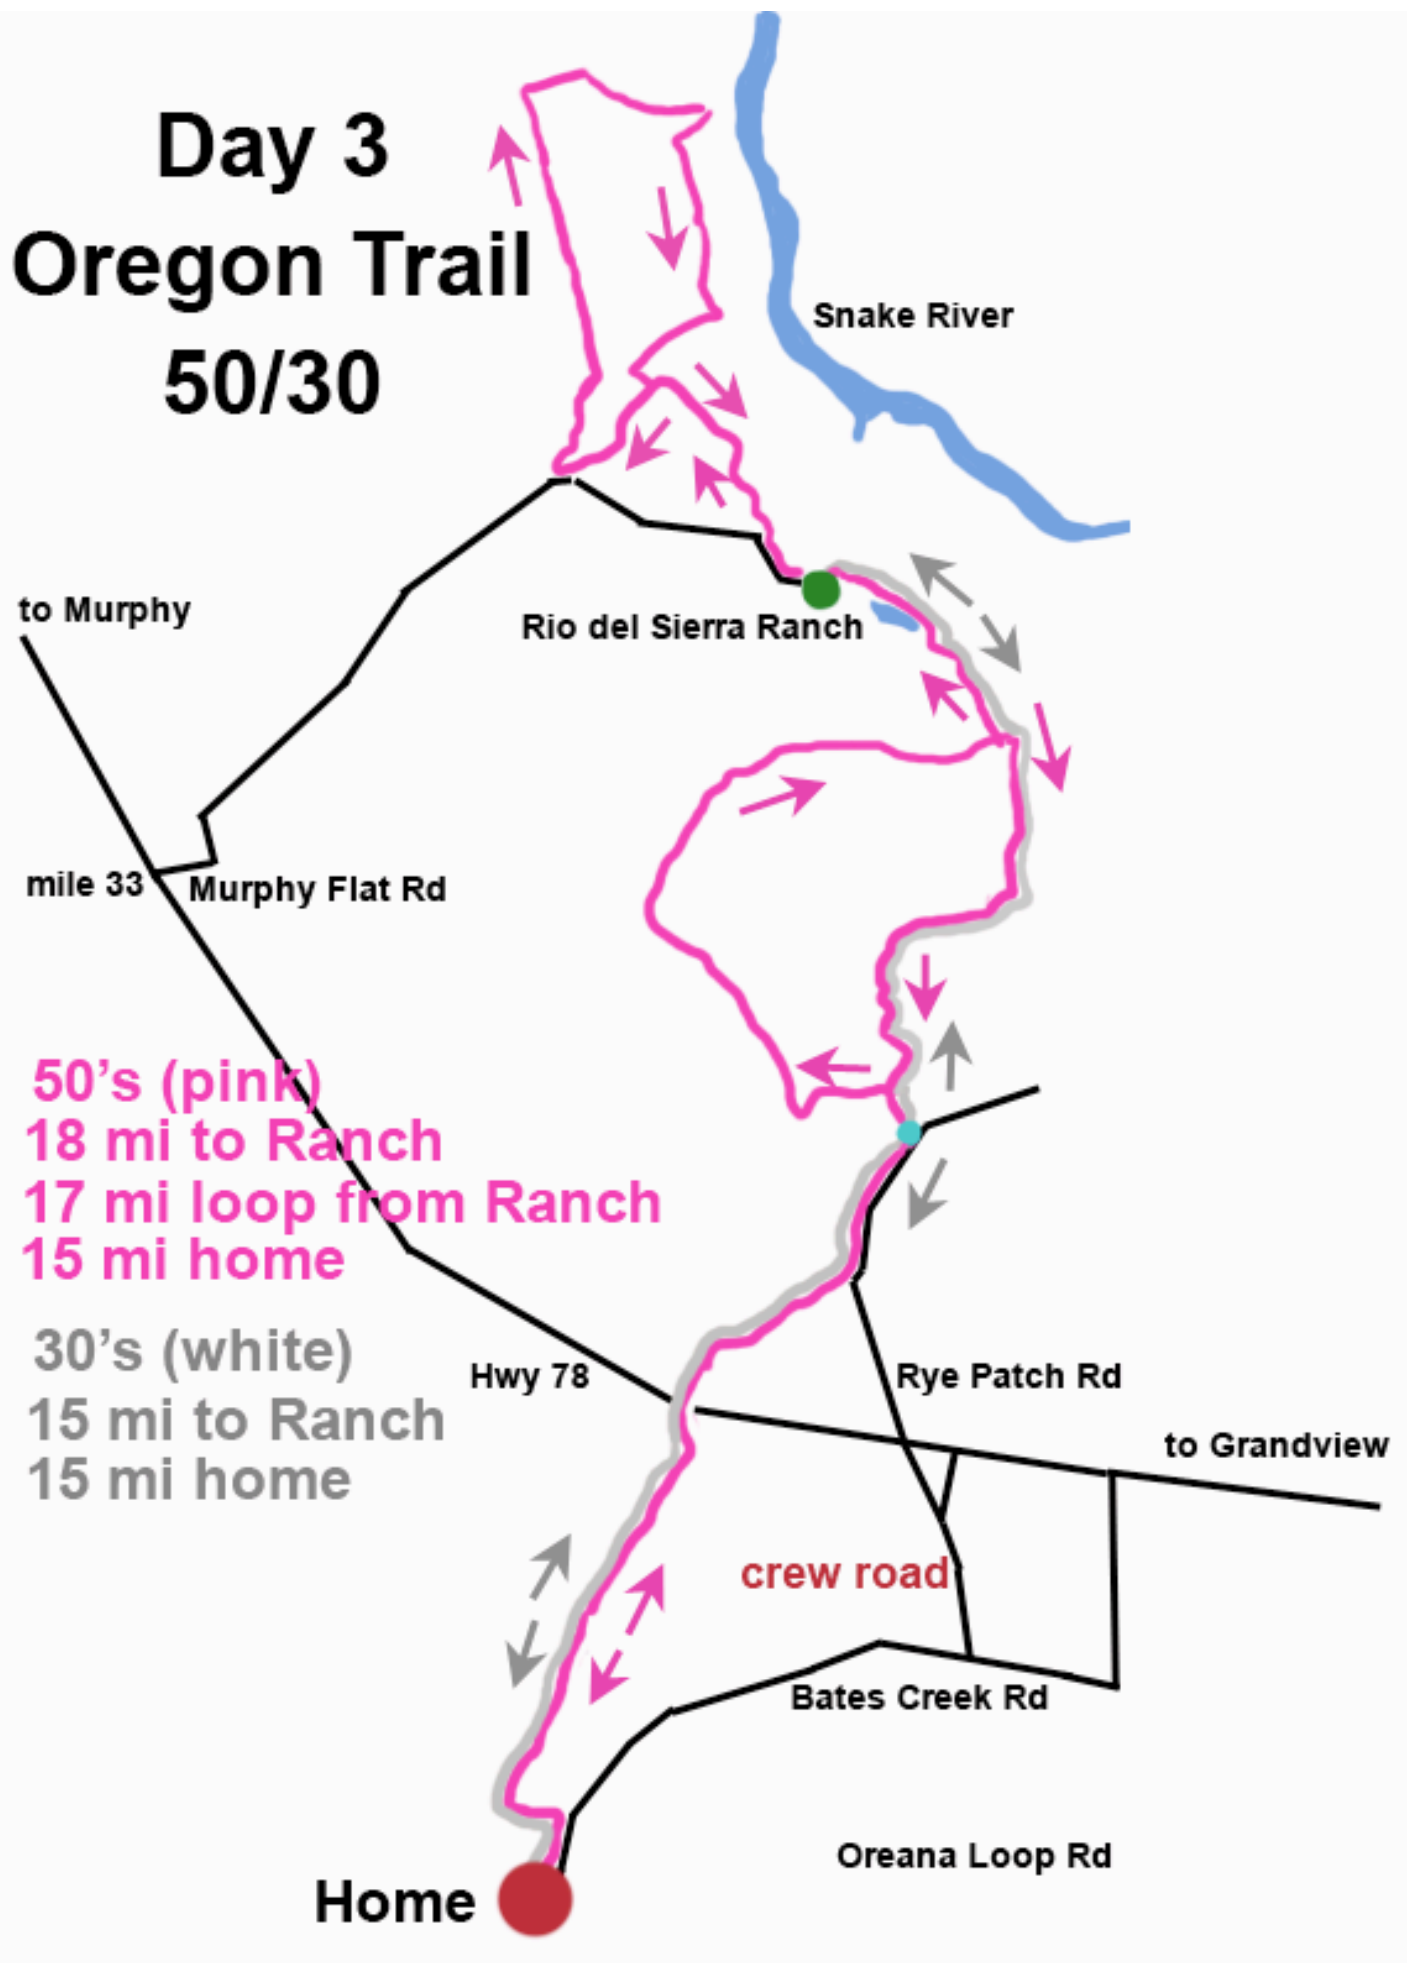 Day 3
Oregon Trail
50/30
Snake River
to Murphy
Rio del Sierra Ranch
mile 33
Murphy Flat Rd
50's (pink)
18 mi to Ranch
17 mi loop from Ranch
15 mi home
30's (white)
15 mi to Ranch
15 mi home
Hwy 78
Rye Patch Rd
to Grandview
crew road
Bates Creek Rd
Oreana Loop Rd
Home